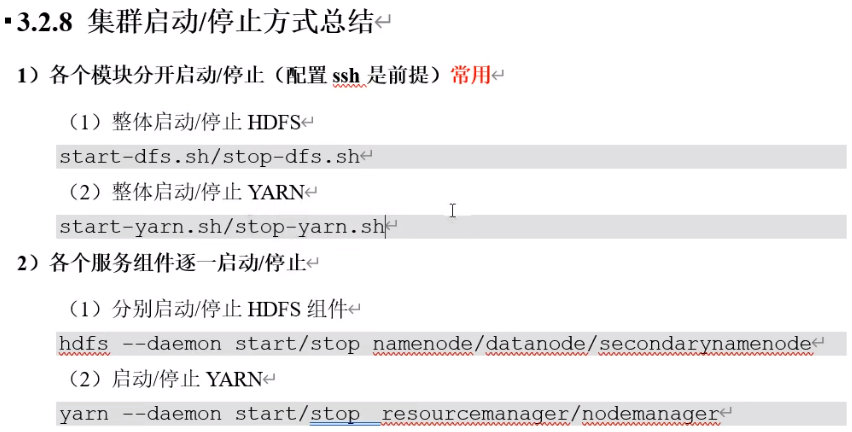 3.2.8 集群启动/停止方式总结
1）各个模块分开启动/停止（配置 ssh 是前提）常用
（1）整体启动/停止 HDFS
start-dfs.sh/stop-dfs.sh
（2）整体启动/停止 YARN
start-yarn.sh/stop-yarn.sh
2）各个服务组件逐一启动/停止
（1）分别启动/停止 HDFS 组件
hdfs --daemon start/stop namenode/datanode/secondarynamenode
（2）启动/停止 YARN
yarn --daemon start/stop  resourcemanager/nodemanager